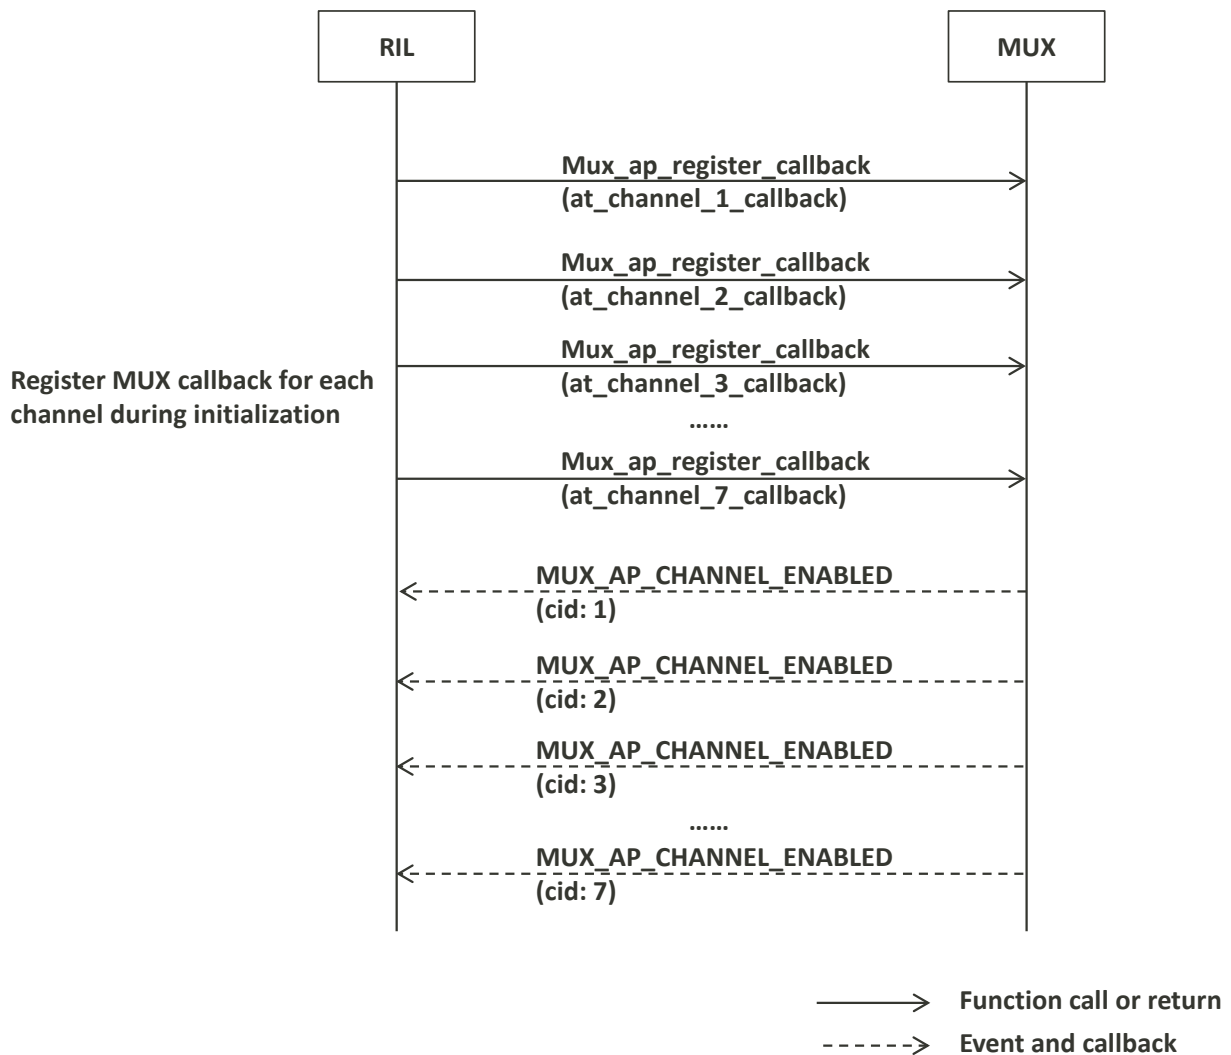 RIL
MUX
Mux_ap_register_callback
(at_channel_1_callback)
Mux_ap_register_callback
(at_channel_2_callback)
Mux_ap_register_callback
(at_channel_3_callback)
Register MUX callback for each
channel during initialization
......
Mux_ap_register_callback
(at_channel_7_callback)
MUX_AP_CHANNEL_ENABLED
(cid: 1)
MUX_AP_CHANNEL_ENABLED
(cid: 2)
MUX_AP_CHANNEL_ENABLED
(cid: 3)
......
MUX_AP_CHANNEL_ENABLED
(cid: 7)
Function call or return
Event and callback